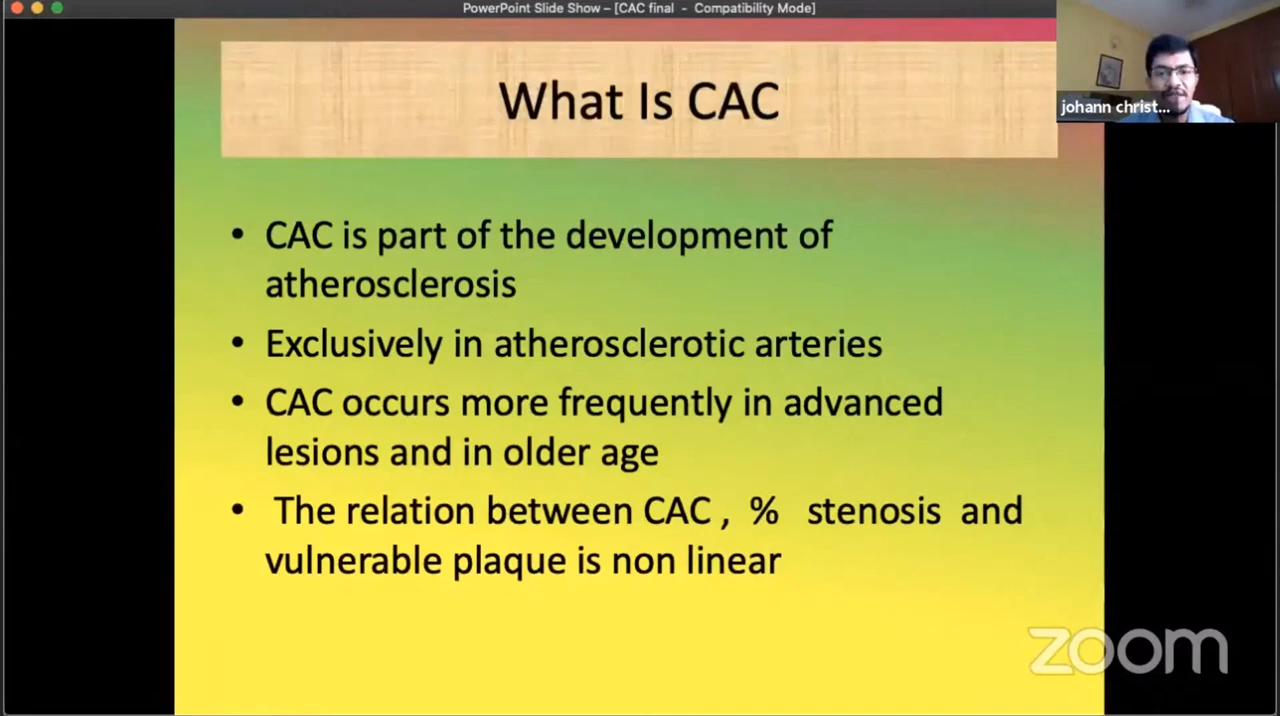 PowerPoint Slide Show – [CAC final - Compatibility Mode]
What Is CAC
johann christ...
• CAC is part of the development of
atherosclerosis
• Exclusively in atherosclerotic arteries
• CAC occurs more frequently in advanced
lesions and in older age
• The relation between CAC , % stenosis and
vulnerable plaque is non linear
zoom